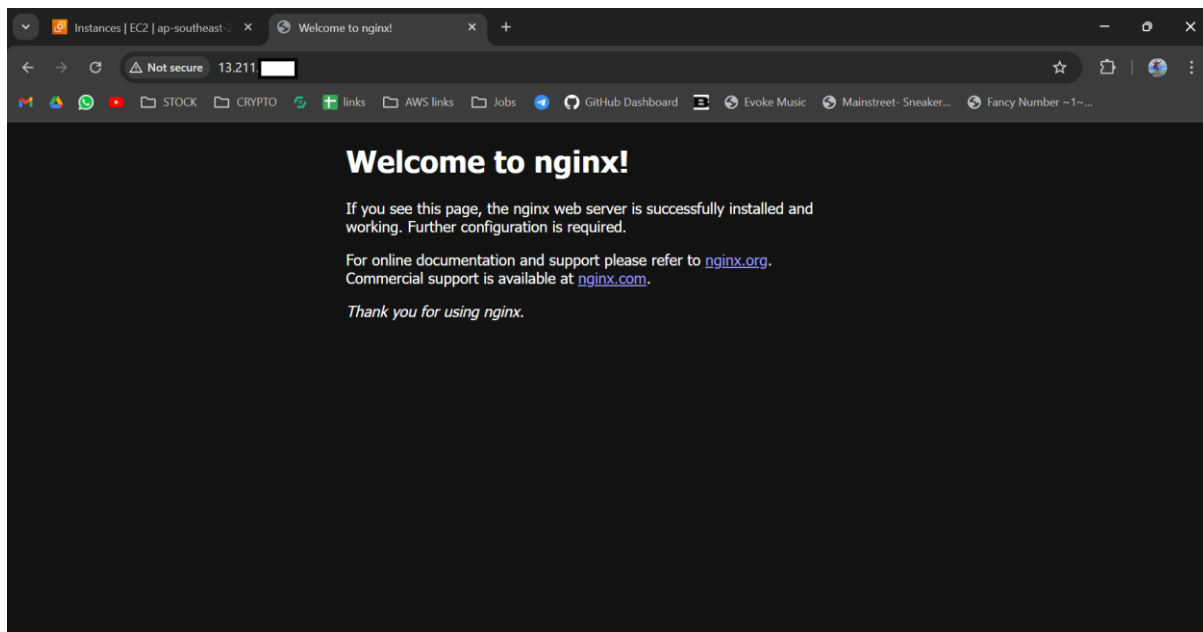 Instances | EC2 | ap-southeast-2
Welcome to nginx!
Not secure 13.211.
STOCK CRYPTO links AWS links Jobs GitHub Dashboard Evoke Music Mainstreet- Sneaker... Fancy Number ~1~...
Welcome to nginx!
If you see this page, the nginx web server is successfully installed and
working. Further configuration is required.
For online documentation and support please refer to nginx.org.
Commercial support is available at nginx.com.
Thank you for using nginx.